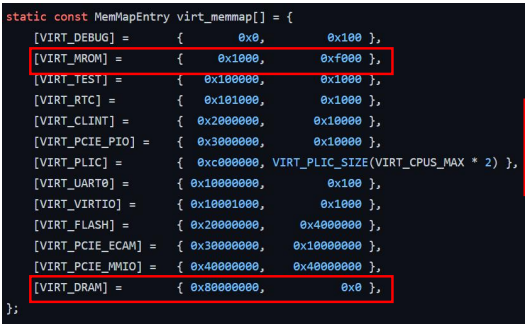 static const MemMapEntry virt_memmap[] = {
    [VIRT_DEBUG] =       {        0x0,         0x100 },
    [VIRT_MROM] =        {     0x1000,        0xf000 },
    [VIRT_TEST] =        {   0x100000,        0x1000 },
    [VIRT_RTC] =         {   0x101000,        0x1000 },
    [VIRT_CLINT] =       {  0x2000000,       0x10000 },
    [VIRT_PCIE_PIO] =    {  0x3000000,       0x10000 },
    [VIRT_PLIC] =        {  0xc000000, VIRT_PLIC_SIZE(VIRT_CPUS_MAX * 2) },
    [VIRT_UART0] =       { 0x10000000,         0x100 },
    [VIRT_VIRTIO] =      { 0x10001000,        0x1000 },
    [VIRT_FLASH] =       { 0x20000000,     0x4000000 },
    [VIRT_PCIE_ECAM] =   { 0x30000000,    0x10000000 },
    [VIRT_PCIE_MMIO] =   { 0x40000000,    0x40000000 },
    [VIRT_DRAM] =        { 0x80000000,           0x0 },
};